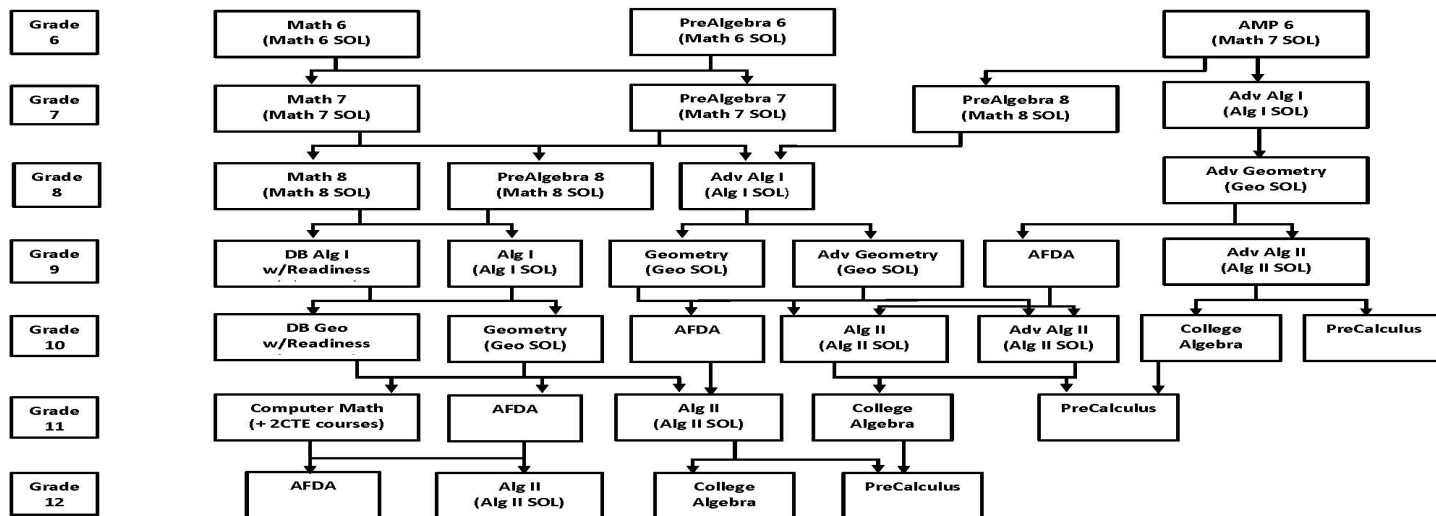 Grade
6
Math 6
(Math 6 SOL)
PreAlgebra 6
(Math 6 SOL)
AMP 6
(Math 7 SOL)
Grade
7
Math 7
(Math 7 SOL)
PreAlgebra 7
(Math 7 SOL)
PreAlgebra 8
(Math 8 SOL)
Adv Alg I
(Alg I SOL)
Grade
8
Math 8
(Math 8 SOL)
PreAlgebra 8
(Math 8 SOL)
Adv Alg I
(Alg I SOL)
Adv Geometry
(Geo SOL)
Grade
9
DB Alg I
w/Readiness
Alg I
(Alg I SOL)
Geometry
(Geo SOL)
Adv Geometry
(Geo SOL)
AFDA
Adv Alg II
(Alg II SOL)
Grade
10
DB Geo
w/Readiness
Geometry
(Geo SOL)
AFDA
Alg II
(Alg II SOL)
Adv Alg II
(Alg II SOL)
College
Algebra
PreCalculus
Grade
11
Computer Math
(+ 2CTE courses)
AFDA
Alg II
(Alg II SOL)
College
Algebra
PreCalculus
Grade
12
AFDA
Alg II
(Alg II SOL)
College
Algebra
PreCalculus